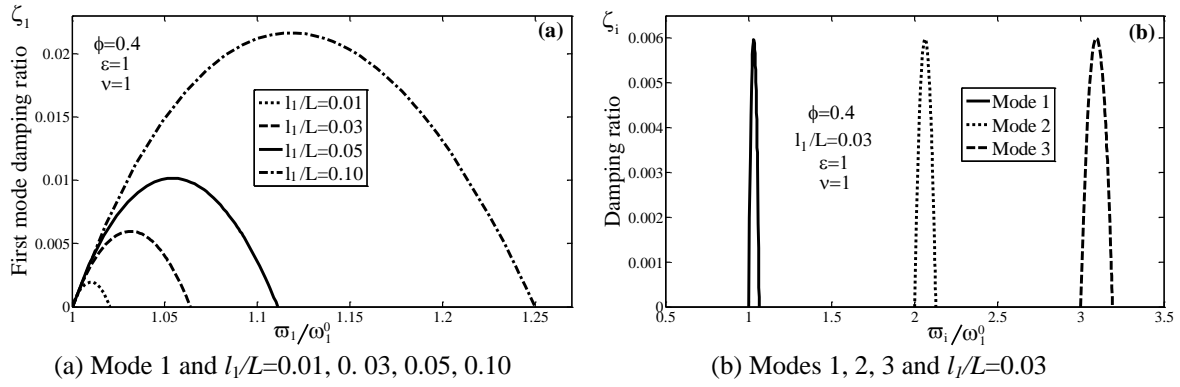 ζ1
(a)
First mode damping ratio
0.02
0.015
0.01
0.005
0
ϕ=0.4
ε=1
ν=1
l1/L=0.01
l1/L=0.03
l1/L=0.05
l1/L=0.10
1 1.05 1.1 1.15 1.2 1.25
ϖ1/ω1^0
(a) Mode 1 and l1/L=0.01, 0. 03, 0.05, 0.10
ζi
(b)
Damping ratio
0.006
0.005
0.004
0.003
0.002
0.001
0
ϕ=0.4
l1/L=0.03
ε=1
ν=1
Mode 1
Mode 2
Mode 3
0.5 1 1.5 2 2.5 3 3.5
ϖi/ω1^0
(b) Modes 1, 2, 3 and l1/L=0.03